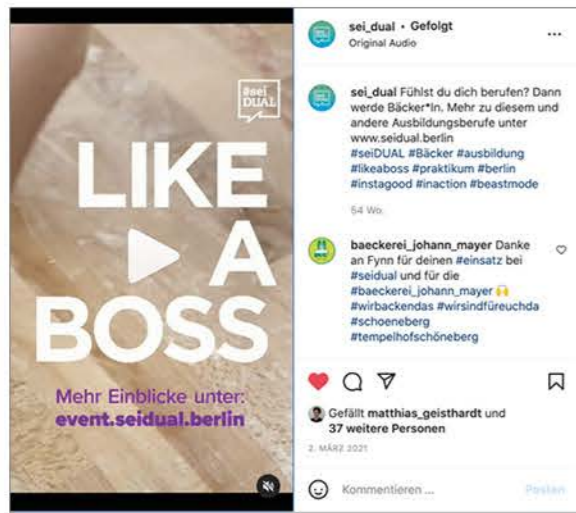 #sei
DUAL
LIKE
A
BOSS
Mehr Einblicke unter:
event.seidual.berlin
sei_dual • Gefolgt
Original Audio
sei_dual Fühlst du dich berufen? Dann
werde Bäcker*In. Mehr zu diesem und
andere Ausbildungsberufe unter
www.seidual.berlin
#seiDUAL #Bäcker #ausbildung
#likeaboss #praktikum #berlin
#instagood #inaction #beastmode
54 Wo.
baeckerei_johann_mayer Danke
an Fynn für deinen #einsatz bei
#seidual und für die
#baeckerei_johann_mayer 🙌
#wirbackendas #wirsindfüreuchda
#schoeneberg
#tempelhofschöneberg
Gefällt matthias_geisthardt und
37 weitere Personen
2. MÄRZ 2021
Kommentieren ...
Posten